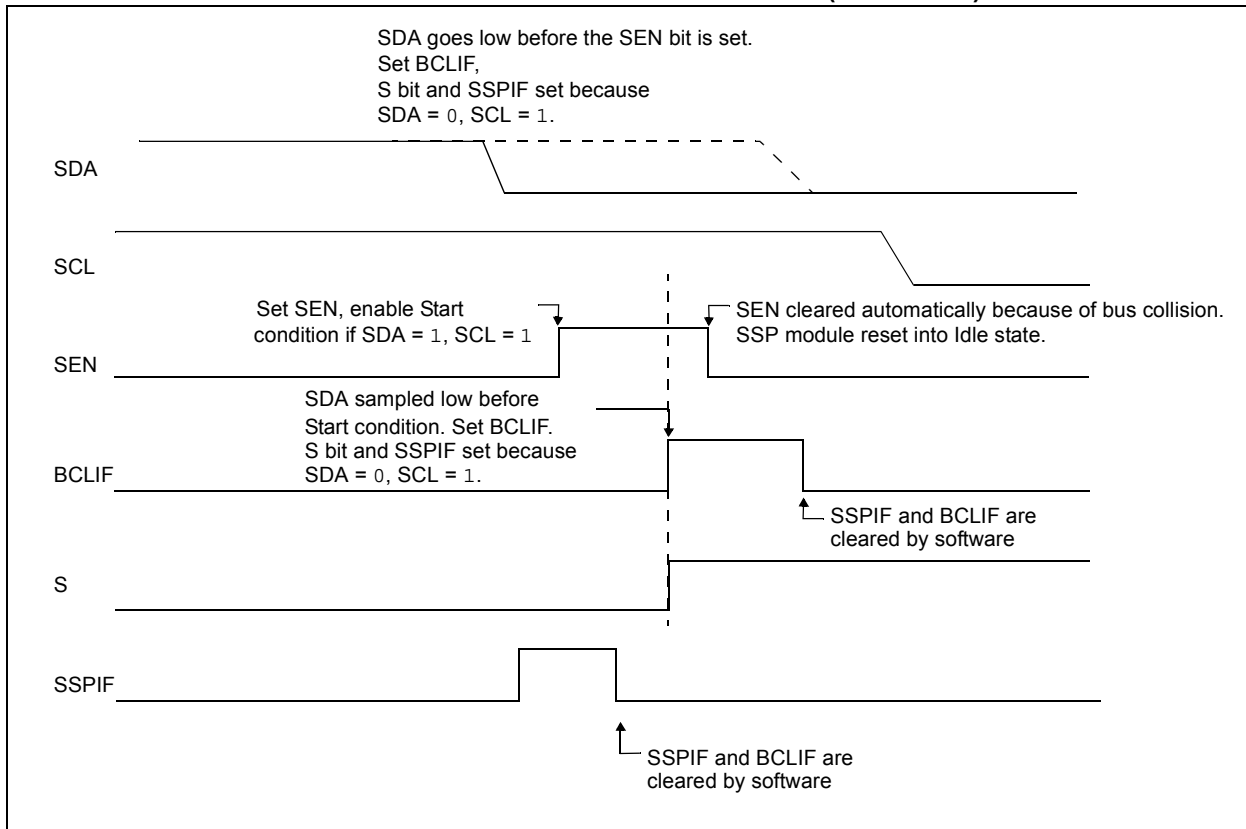 SDA goes low before the SEN bit is set.
Set BCLIF,
S bit and SSPIF set because
SDA = 0, SCL = 1.
SDA
SCL
Set SEN, enable Start
condition if SDA = 1, SCL = 1
SEN cleared automatically because of bus collision.
SSP module reset into Idle state.
SEN
SDA sampled low before
Start condition. Set BCLIF.
S bit and SSPIF set because
SDA = 0, SCL = 1.
BCLIF
SSPIF and BCLIF are
cleared by software
S
SSPIF
SSPIF and BCLIF are
cleared by software